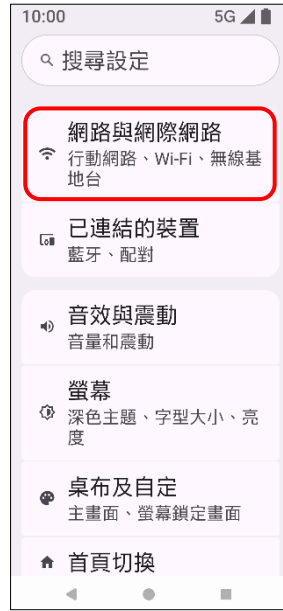 10:00 5G
搜尋設定
網路與網際網路
行動網路、Wi-Fi、無線基
地台
已連結的裝置
藍牙、配對
音效與震動
音量和震動
螢幕
深色主題、字型大小、亮
度
桌布及自定
主畫面、螢幕鎖定畫面
首頁切換